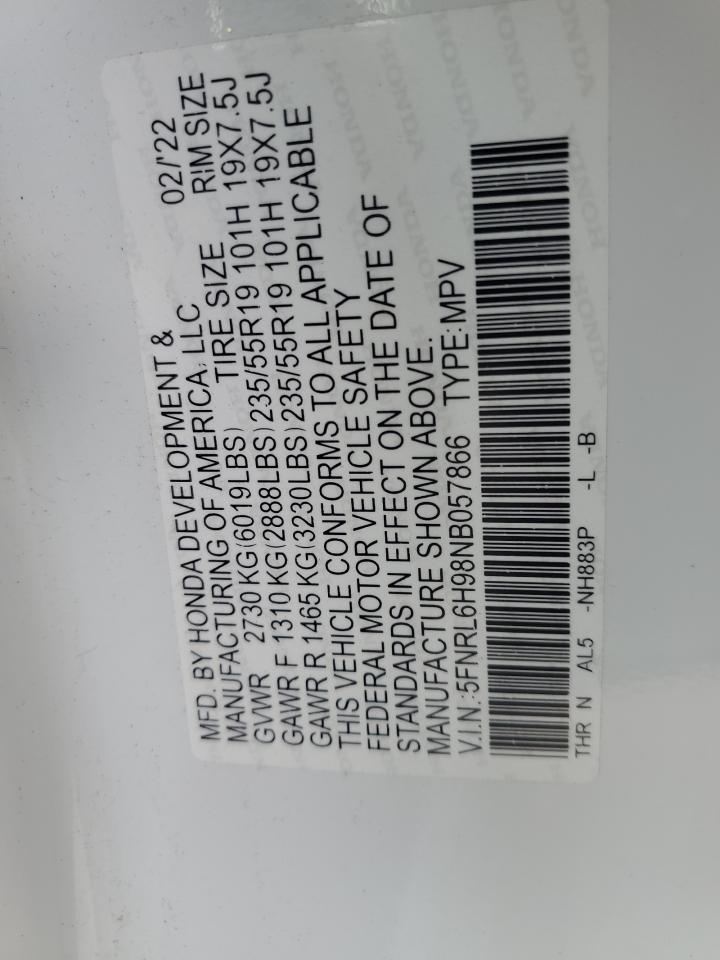 MFD. BY HONDA DEVELOPMENT & 02/'22
MANUFACTURING OF AMERICA, LLC RIM SIZE
GVWR 2730 KG(6019LBS) TIRE SIZE
GAWR F 1310 KG(2888LBS) 235/55R19 101H 19X7.5J
GAWR R 1465 KG(3230LBS) 235/55R19 101H 19X7.5J
THIS VEHICLE CONFORMS TO ALL APPLICABLE
FEDERAL MOTOR VEHICLE SAFETY
STANDARDS IN EFFECT ON THE DATE OF
MANUFACTURE SHOWN ABOVE.
V.I.N.:5FNRL6H98NB057866 TYPE:MPV
THR N AL5 -NH883P -L -B
HONDA